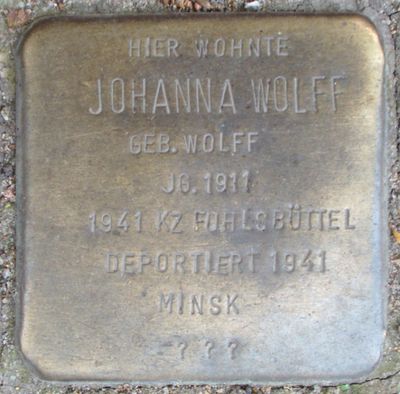 HIER WOHNTE
JOHANNA WOLFF
GEB. WOLFF
JG. 1911
1941 KZ FUHLSBÜTTEL
DEPORTIERT 1941
MINSK
? ? ?